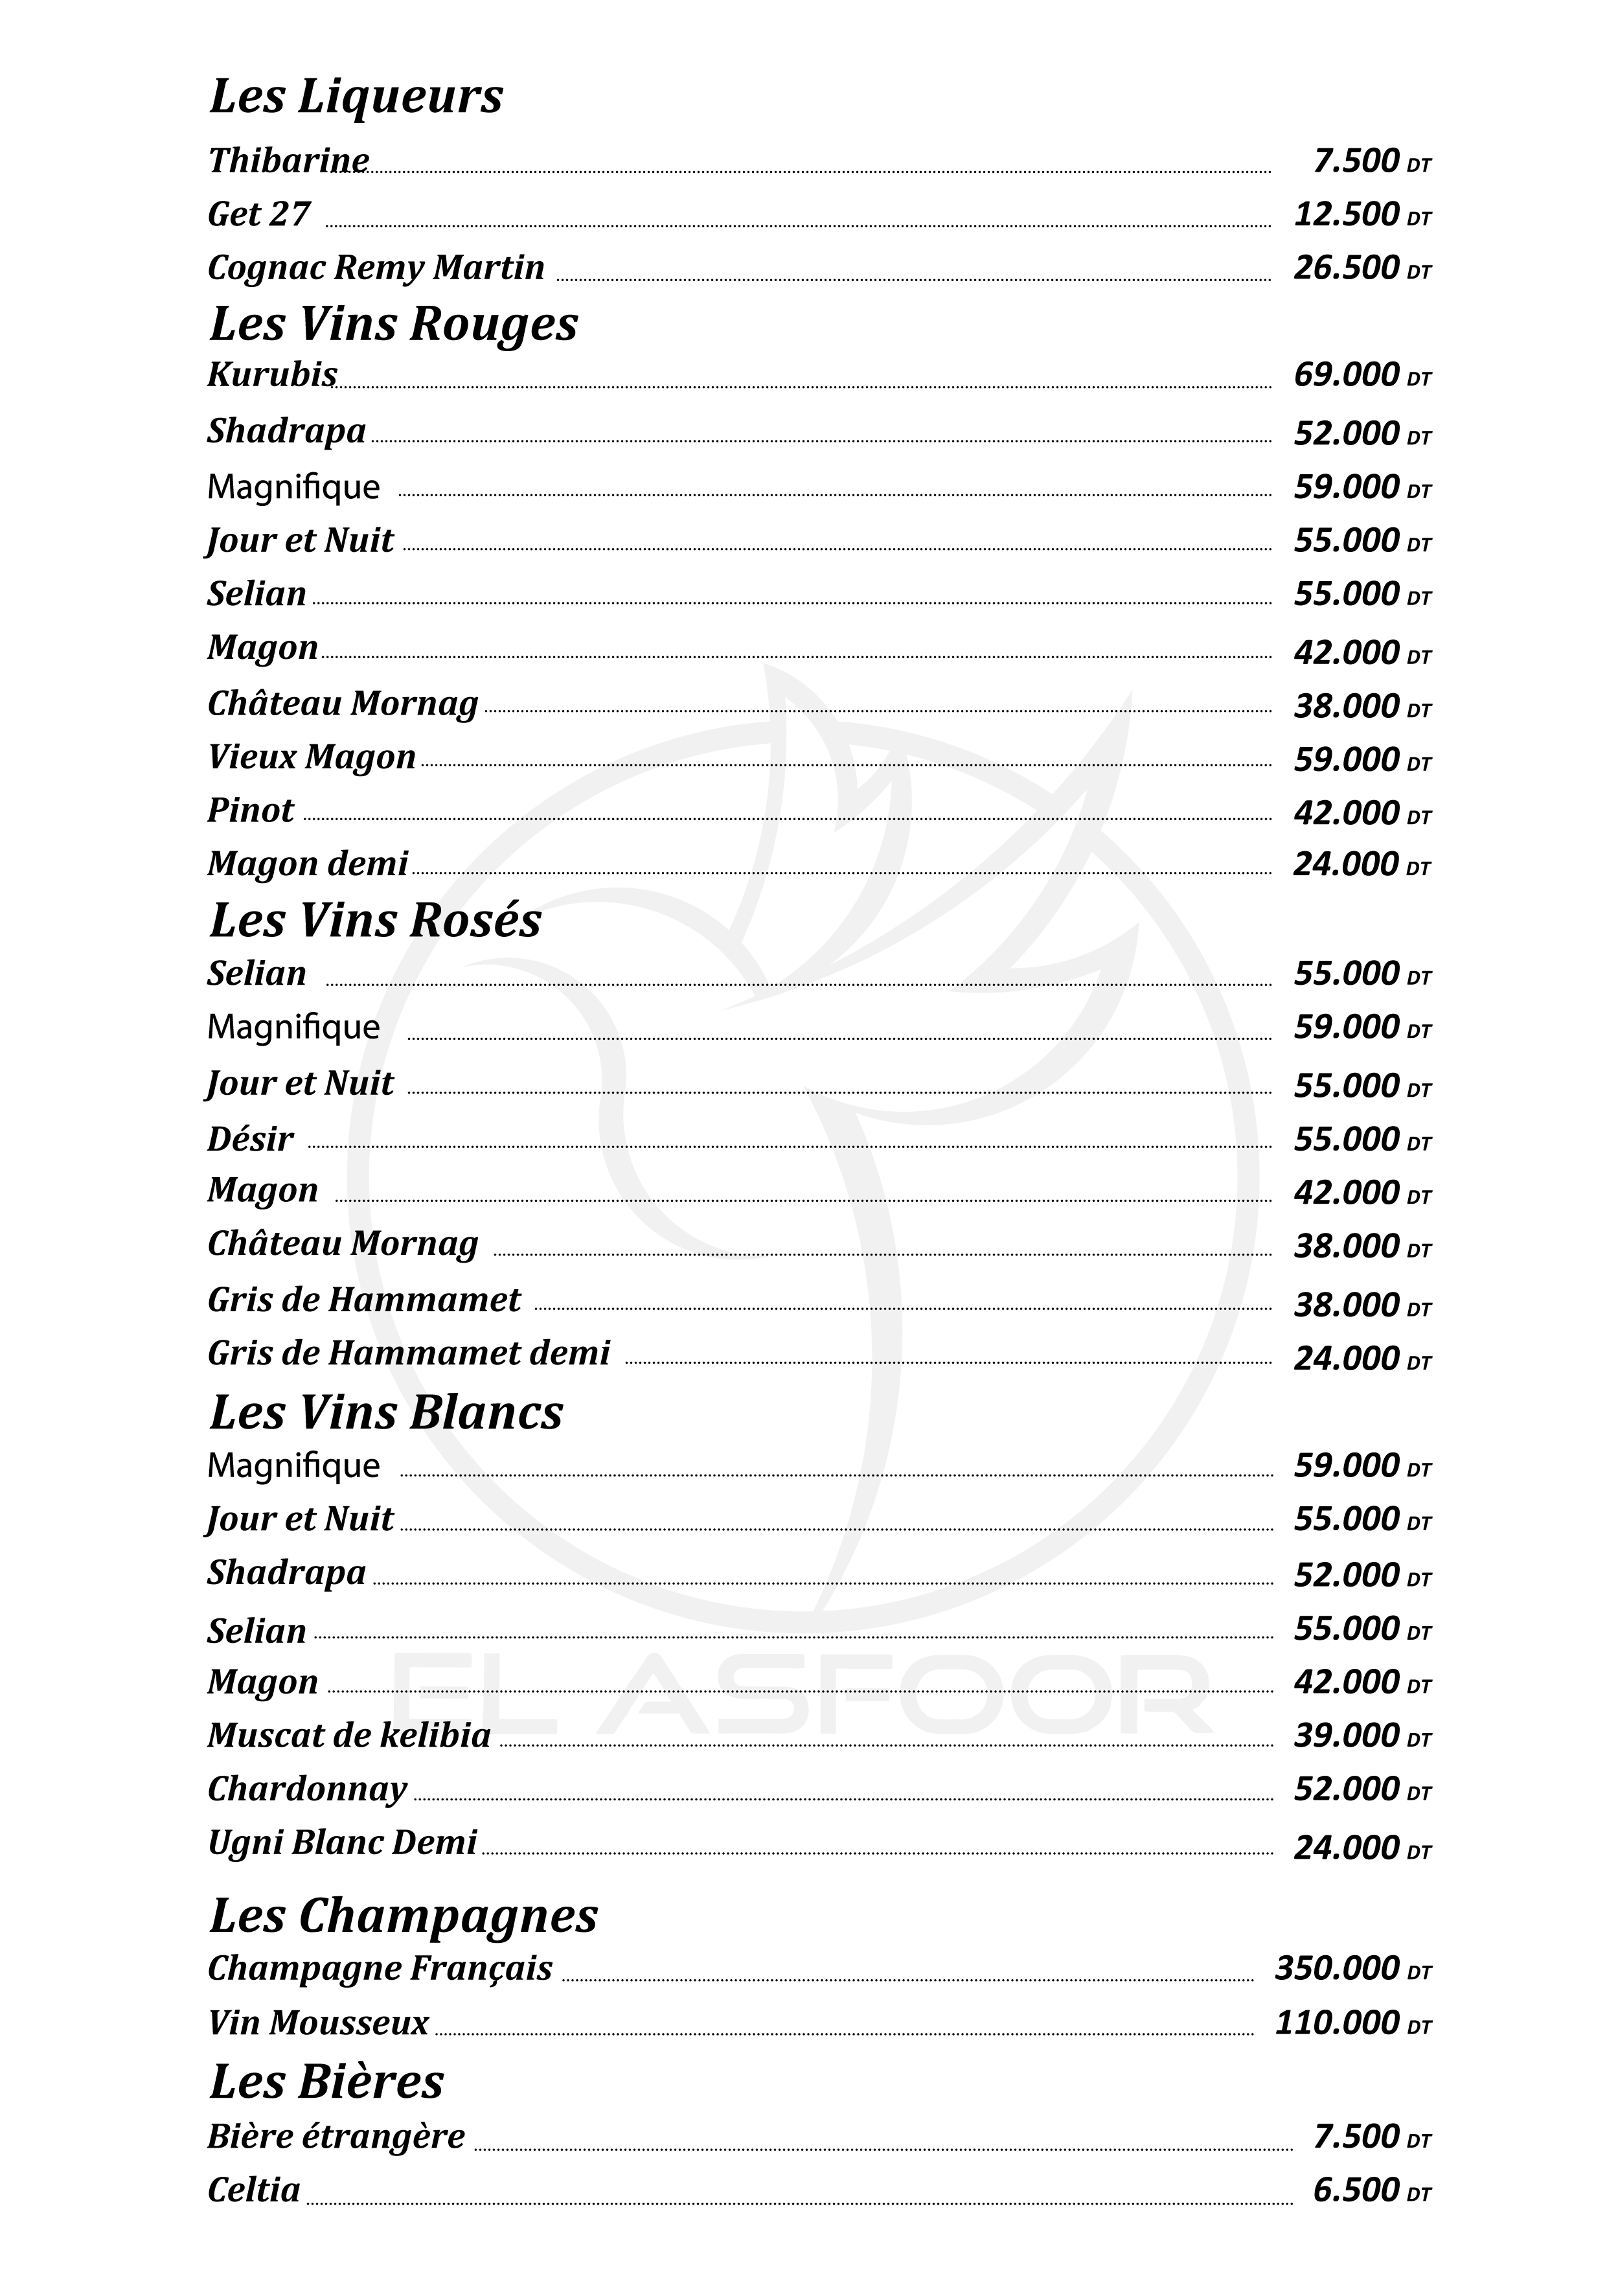 Les Liqueurs
Thibarine 7.500 DT
Get 27 12.500 DT
Cognac Remy Martin 26.500 DT
Les Vins Rouges
Kurubis 69.000 DT
Shadrapa 52.000 DT
Magnifique 59.000 DT
Jour et Nuit 55.000 DT
Selian 55.000 DT
Magon 42.000 DT
Château Mornag 38.000 DT
Vieux Magon 59.000 DT
Pinot 42.000 DT
Magon demi 24.000 DT
Les Vins Rosés
Selian 55.000 DT
Magnifique 59.000 DT
Jour et Nuit 55.000 DT
Désir 55.000 DT
Magon 42.000 DT
Château Mornag 38.000 DT
Gris de Hammamet 38.000 DT
Gris de Hammamet demi 24.000 DT
Les Vins Blancs
Magnifique 59.000 DT
Jour et Nuit 55.000 DT
Shadrapa 52.000 DT
Selian 55.000 DT
EL ASFOOR
Magon 42.000 DT
Muscat de kelibia 39.000 DT
Chardonnay 52.000 DT
Ugni Blanc Demi 24.000 DT
Les Champagnes
Champagne Français 350.000 DT
Vin Mousseux 110.000 DT
Les Bières
Bière étrangère 7.500 DT
Celtia 6.500 DT